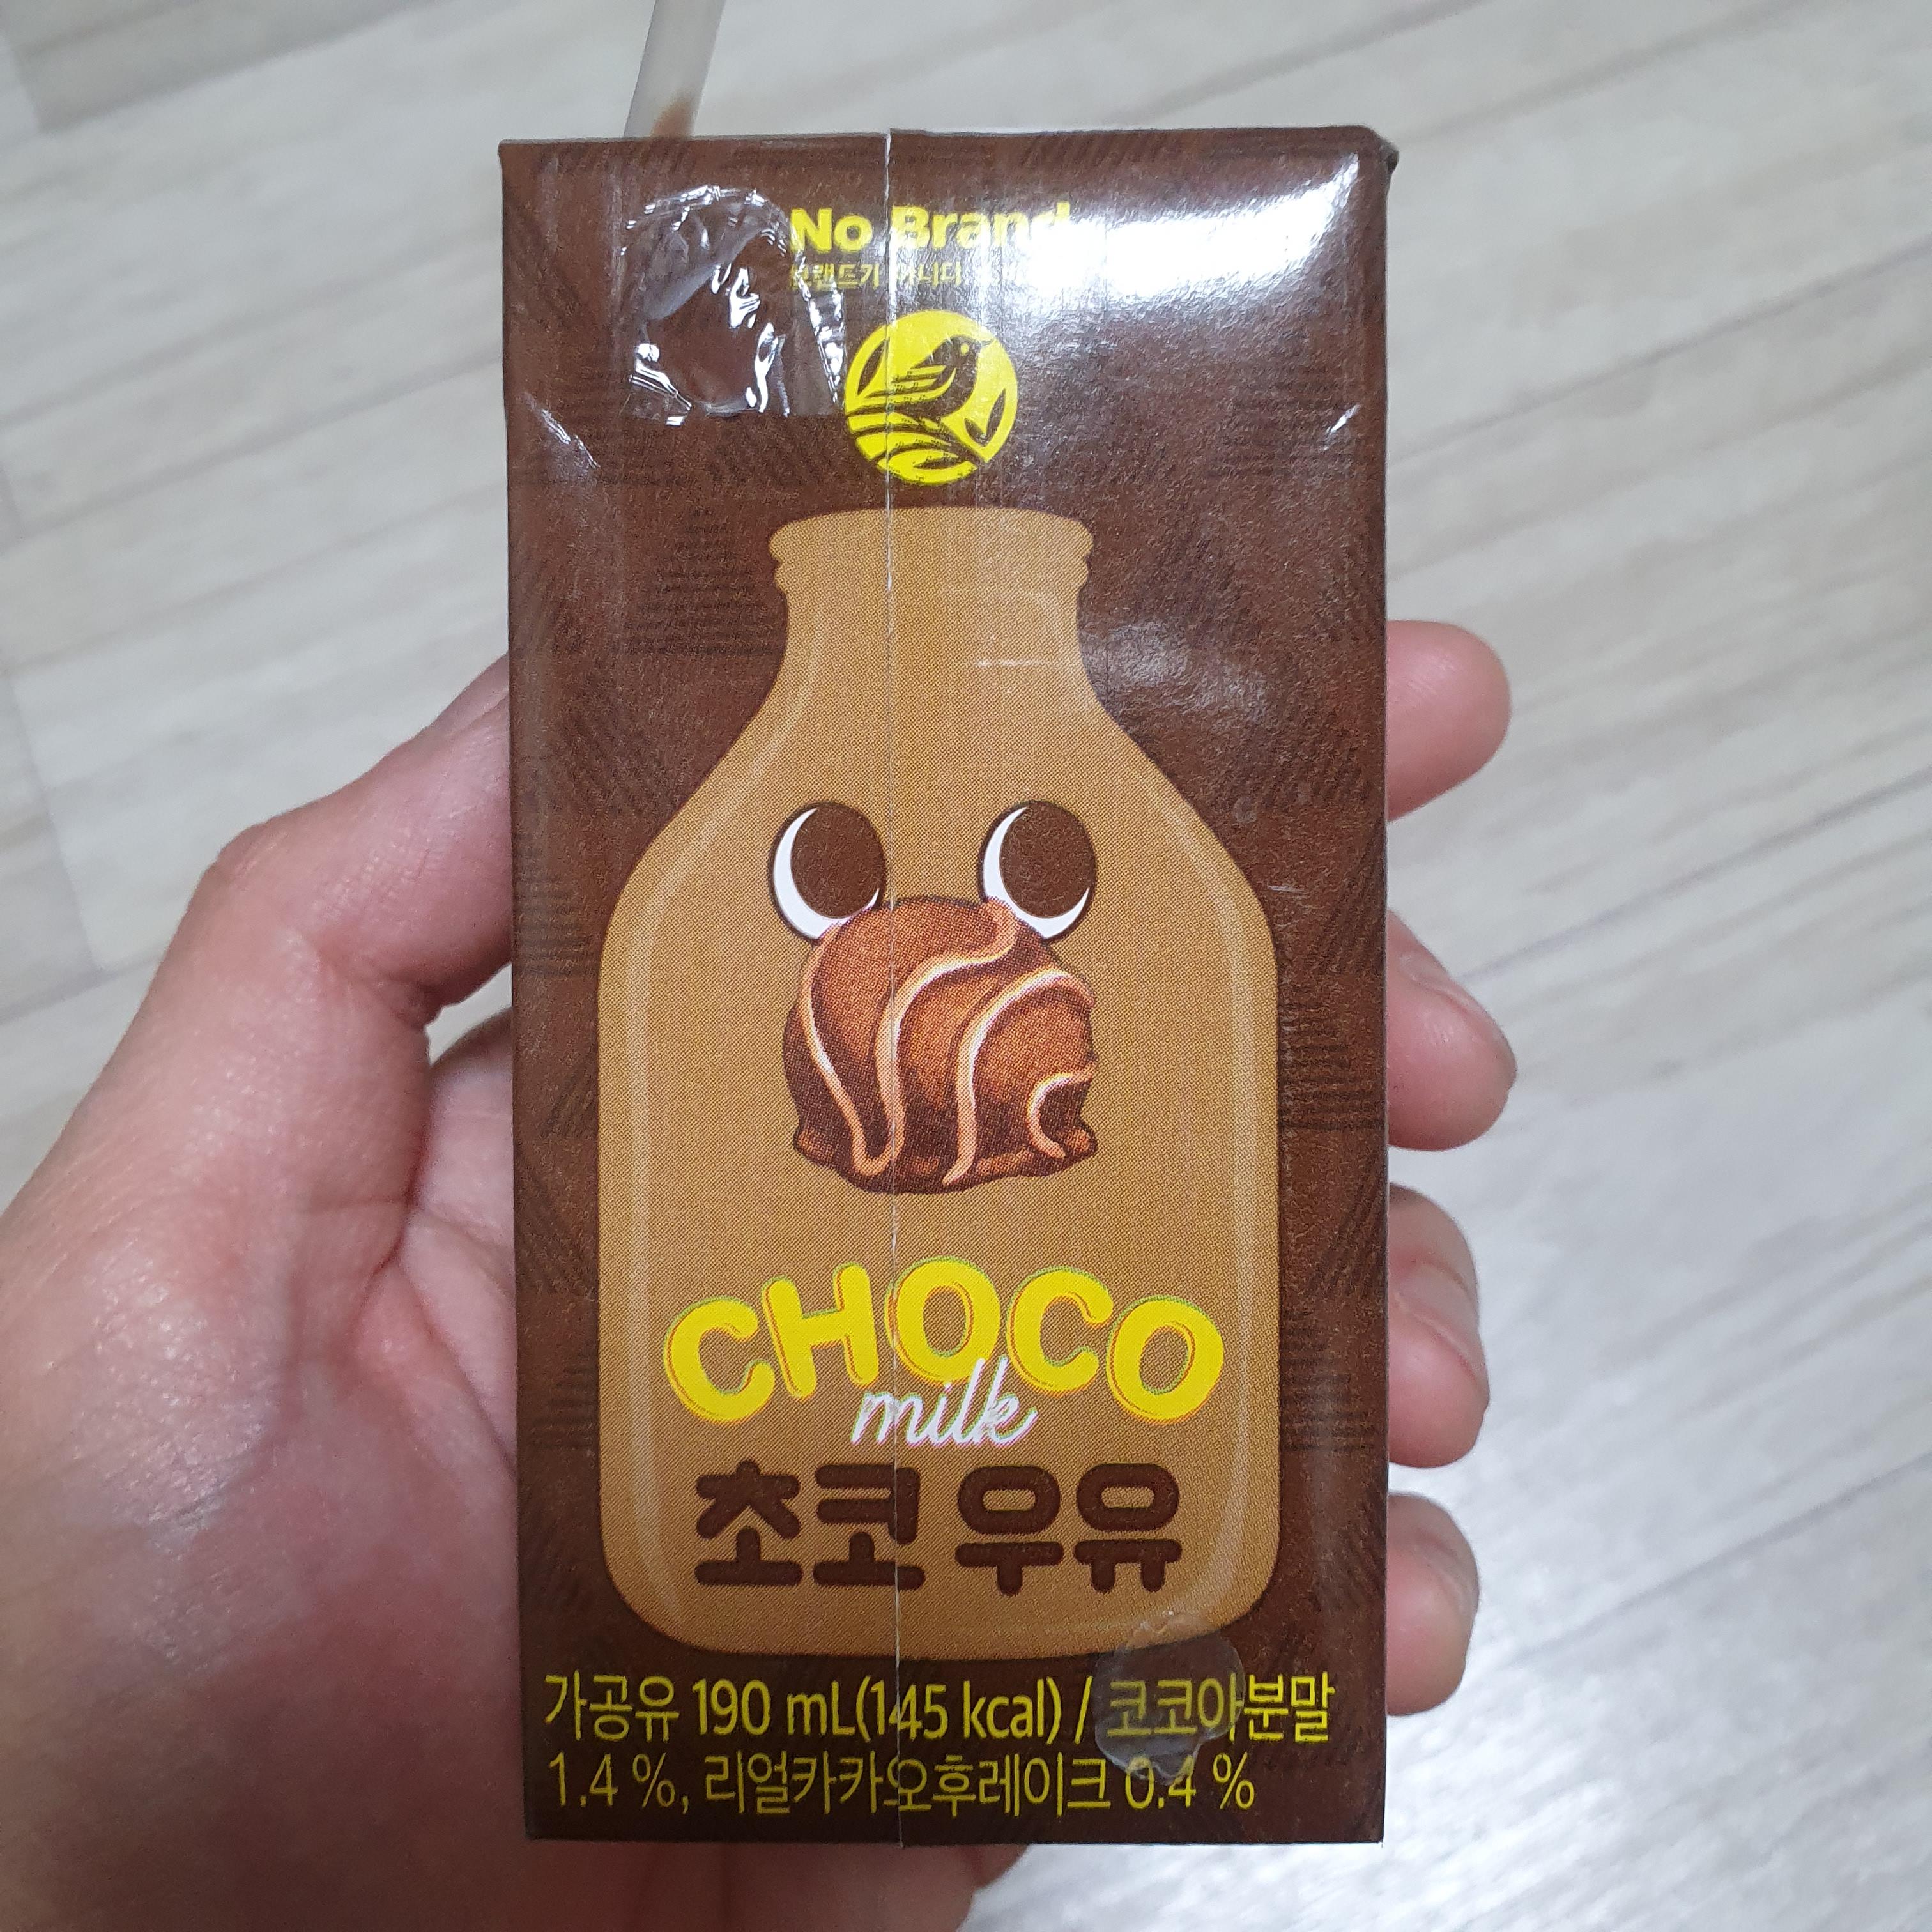 No Brand
CHOCO
milk
초코 우유
가공유 190 mL(145 kcal) / 코코아분말
1.4 %, 리얼카카오후레이크 0.4 %